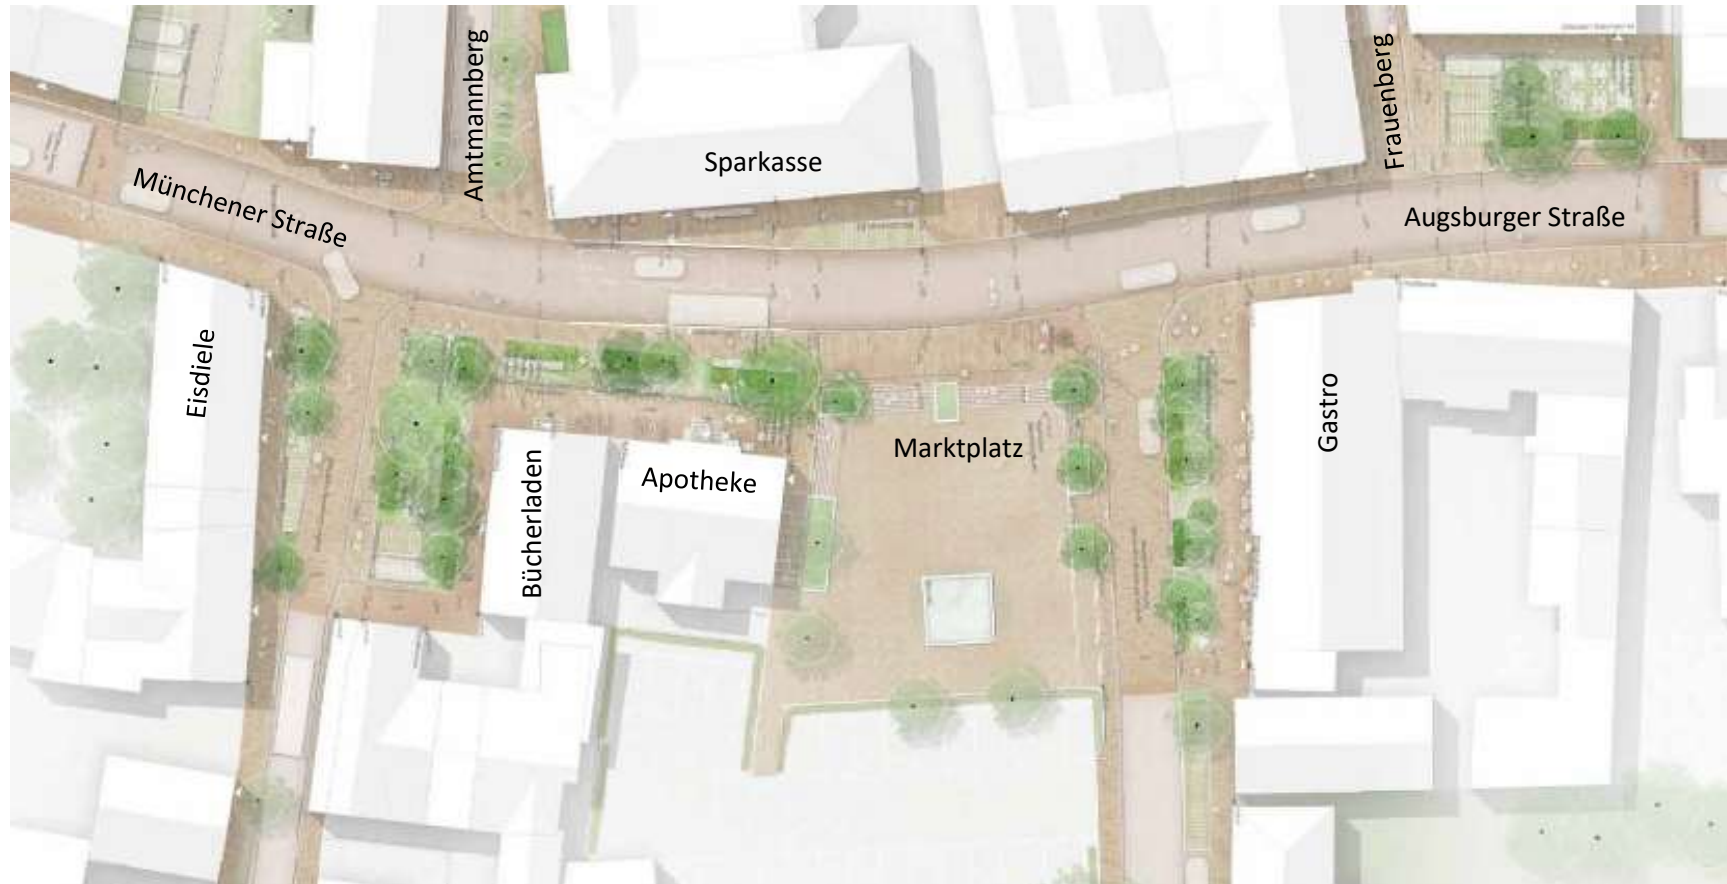 Amtmannberg
Frauenberg
Sparkasse
Münchener Straße
Augsburger Straße
Eisdiele
Gastro
Marktplatz
Bücherladen
Apotheke